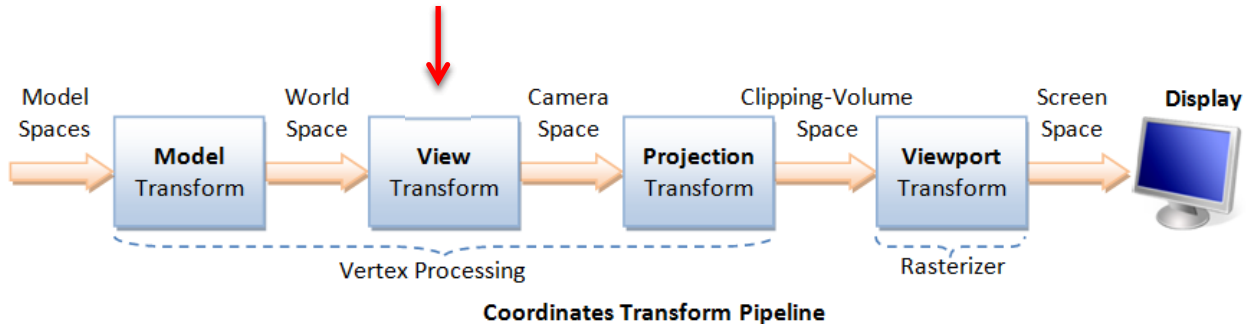 Model
Spaces
Model
Transform
World
Space
View
Transform
Camera
Space
Projection
Transform
Clipping-Volume
Space
Viewport
Transform
Screen
Space
Display
Vertex Processing
Rasterizer
Coordinates Transform Pipeline